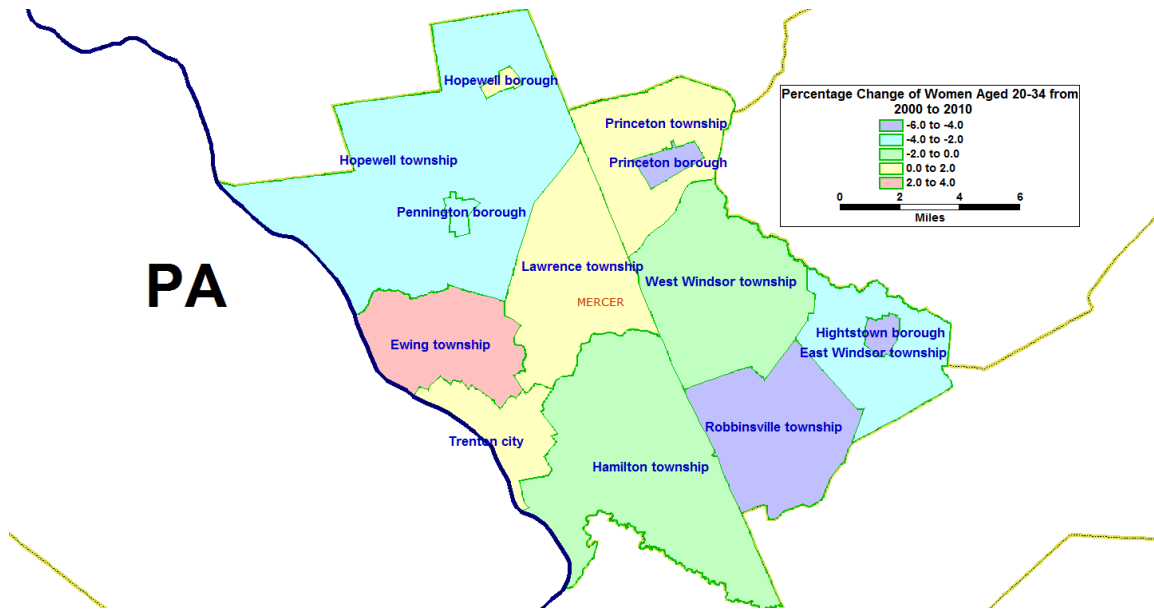 Hopewell borough
Percentage Change of Women Aged 20-34 from
2000 to 2010
-6.0 to -4.0
-4.0 to -2.0
-2.0 to 0.0
0.0 to 2.0
2.0 to 4.0
0 2 4 6
Miles
Princeton township
Hopewell township
Princeton borough
Pennington borough
Lawrence township
West Windsor township
PA
MERCER
Hightstown borough
Ewing township
East Windsor township
Robbinsville township
Trenton city
Hamilton township